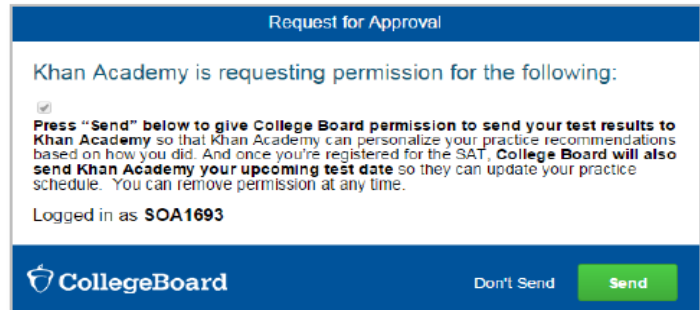 Request for Approval
Khan Academy is requesting permission for the following:
Press “Send” below to give College Board permission to send your test results to
Khan Academy so that Khan Academy can personalize your practice recommendations
based on how you did. And once you’re registered for the SAT, College Board will also
send Khan Academy your upcoming test date so they can update your practice
schedule.  You can remove permission at any time.
Logged in as SOA1693
CollegeBoard
Don't Send
Send